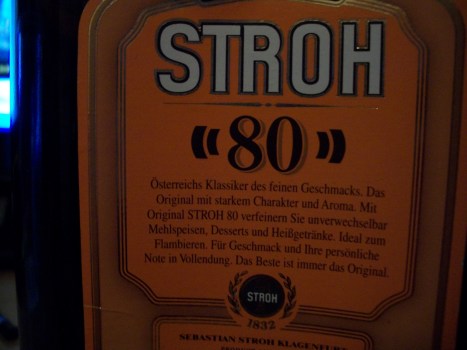 STROH
80
Österreichs Klassiker des feinen Geschmacks. Das
Original mit starkem Charakter und Aroma. Mit
Original STROH 80 verfeinern Sie unverwechselbar
Mehlspeisen, Desserts und Heißgetränke. Ideal zum
Flambieren. Für Geschmack und Ihre persönliche
Note in Vollendung. Das Beste ist immer das Original.
STROH
1832
SEBASTIAN STROH KLAGENFURT